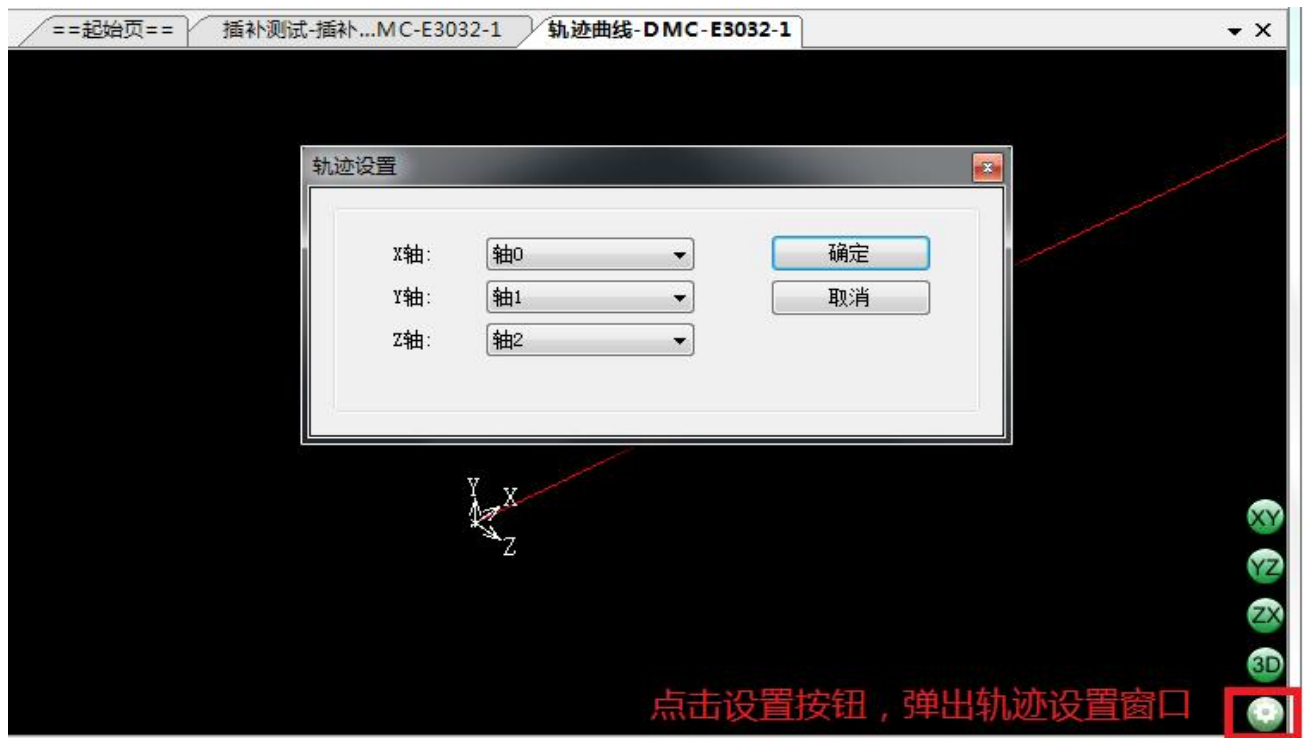 ==起始页==
插补测试-插补...MC-E3032-1
轨迹曲线-DMC-E3032-1
轨迹设置
X轴:
轴0
确定
Y轴:
轴1
取消
Z轴:
轴2
Y
X
Z
XY
YZ
ZX
3D
点击设置按钮，弹出轨迹设置窗口